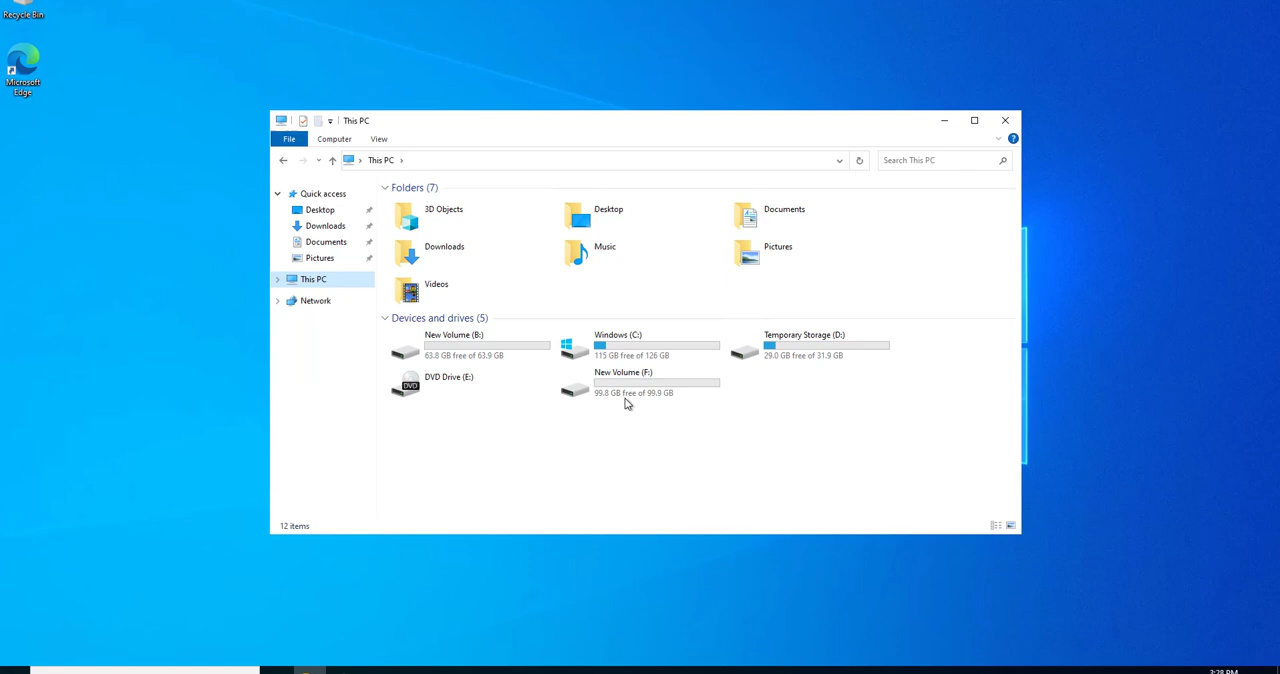 Recycle Bin
Microsoft
Edge
This PC
File
Computer
View
This PC
Search This PC
Quick access
Desktop
Downloads
Documents
Pictures
This PC
Network
Folders (7)
3D Objects
Desktop
Documents
Downloads
Music
Pictures
Videos
Devices and drives (5)
New Volume (B:)
63.8 GB free of 63.9 GB
Windows (C:)
115 GB free of 126 GB
Temporary Storage (D:)
29.0 GB free of 31.9 GB
DVD Drive (E:)
DVD
New Volume (F:)
99.8 GB free of 99.9 GB
12 items
3:28 PM